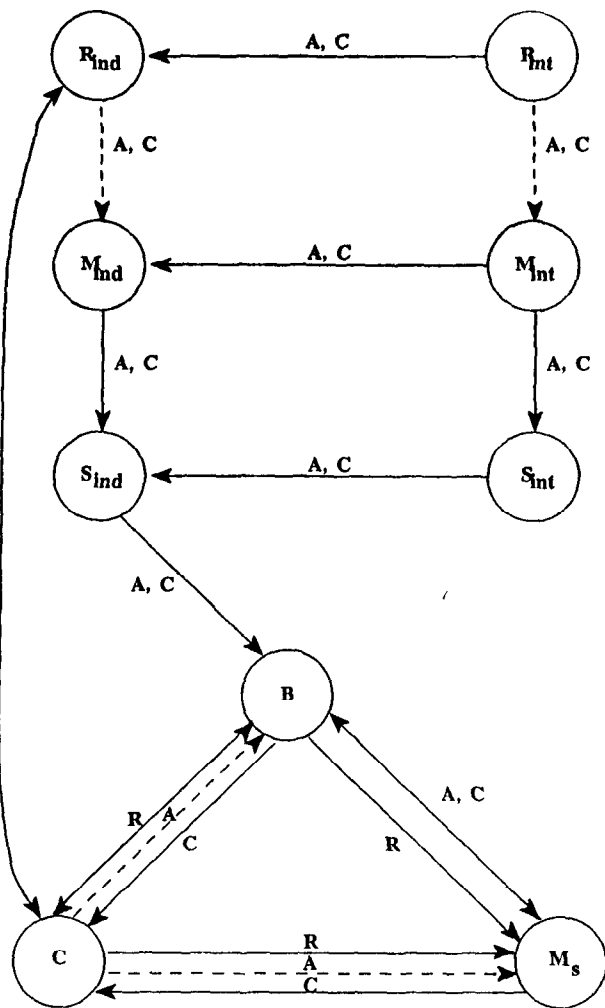 A, C
R_ind R_int
A, C A, C
A, C
M_ind M_int
A, C A, C
A, C
S_ind S_int
A, C
B
A, C
R A
C R
R
C A M_s
C